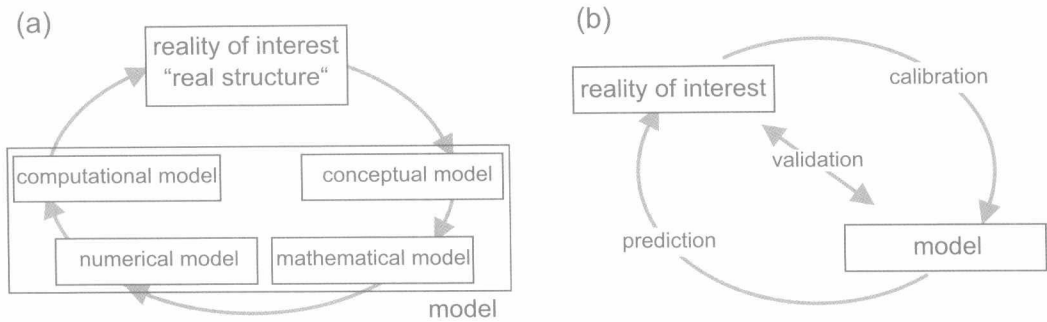 (a)
reality of interest
"real structure"
computational model
conceptual model
numerical model
mathematical model
model
(b)
reality of interest
calibration
validation
prediction
model